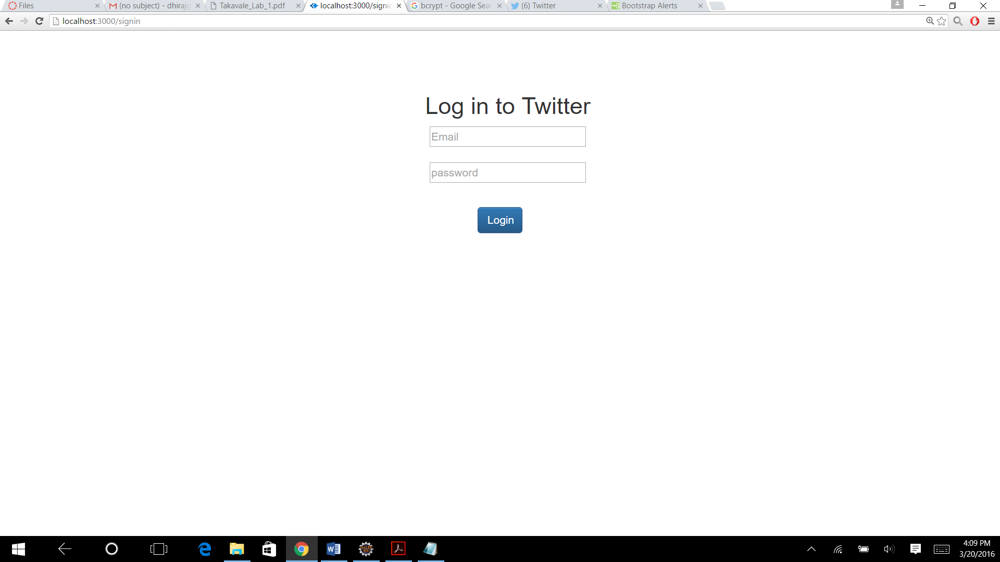 Files
(no subject) - dhirajg
Takavale_Lab_1.pdf
localhost:3000/signin
bcrypt - Google Sear
(6) Twitter
Bootstrap Alerts
localhost:3000/signin
Log in to Twitter
Email
password
Login
4:09 PM
3/20/2016